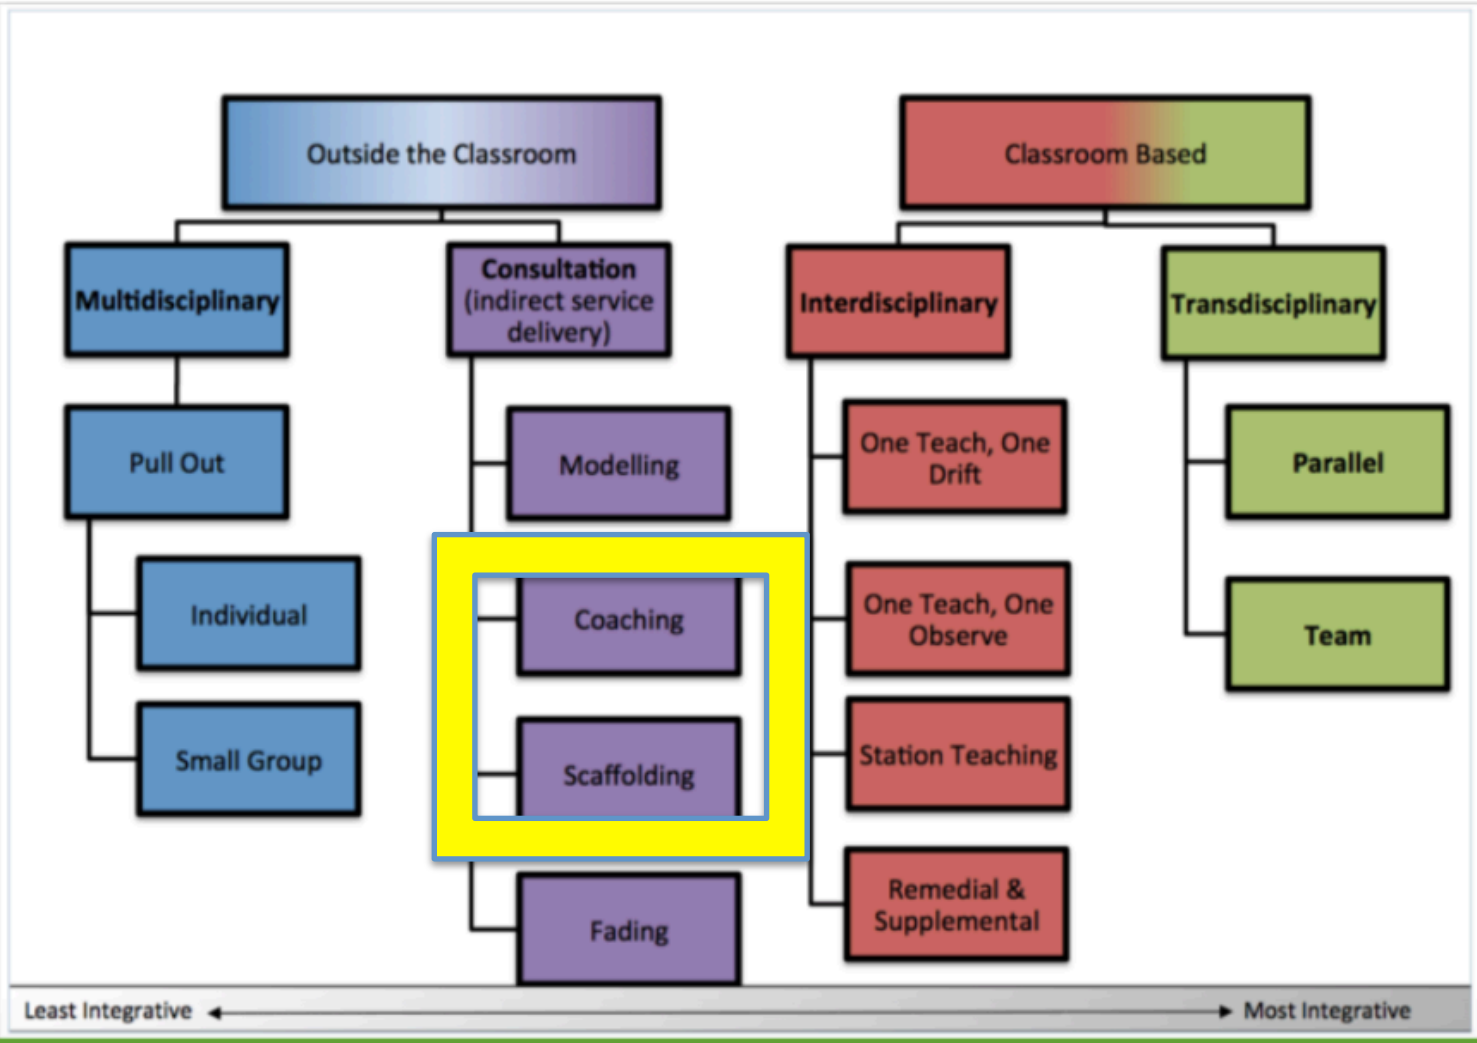 Outside the Classroom
Classroom Based
Multidisciplinary
Consultation
(indirect service
delivery)
Interdisciplinary
Transdisciplinary
Pull Out
Modelling
One Teach, One
Drift
Parallel
Individual
Coaching
One Teach, One
Observe
Team
Small Group
Scaffolding
Station Teaching
Fading
Remedial &
Supplemental
Least Integrative
Most Integrative